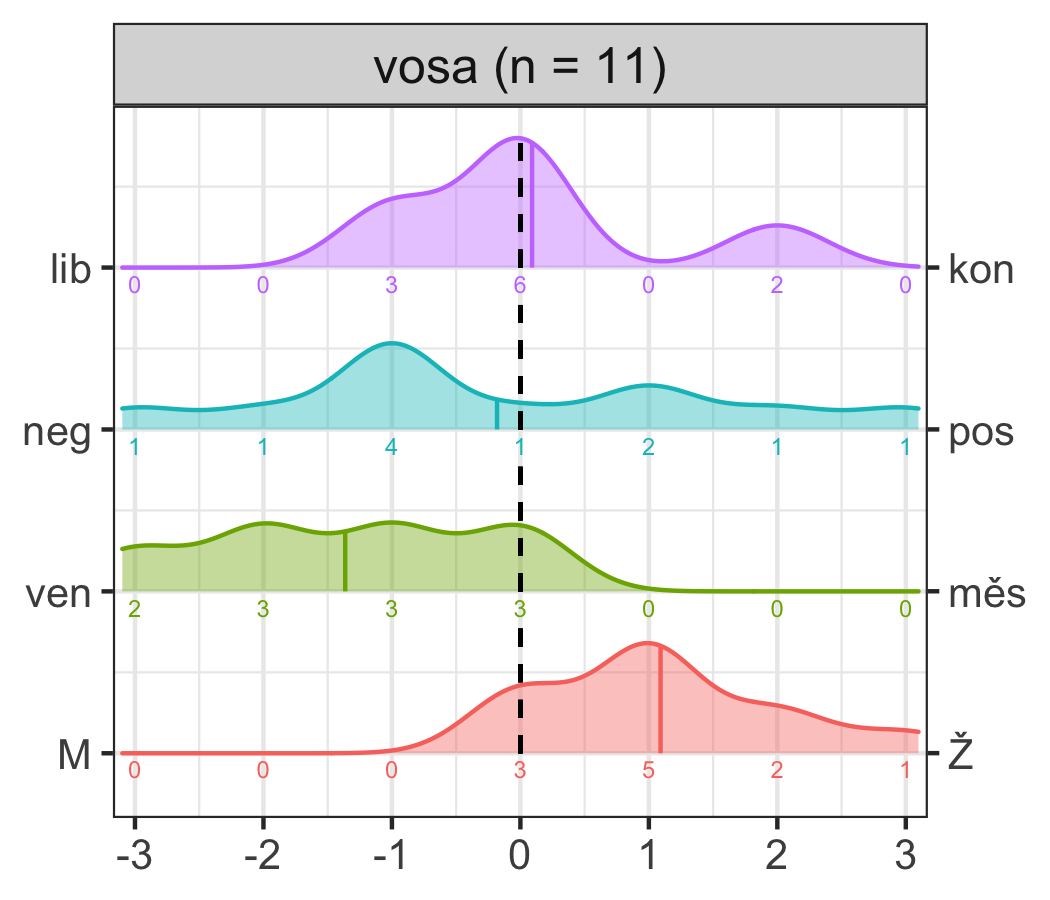 vosa (n = 11)
lib kon
0 0 3 6 0 2 0
neg pos
1 1 4 1 2 1 1
ven měs
2 3 3 3 0 0 0
M Ž
0 0 0 3 5 2 1
-3 -2 -1 0 1 2 3